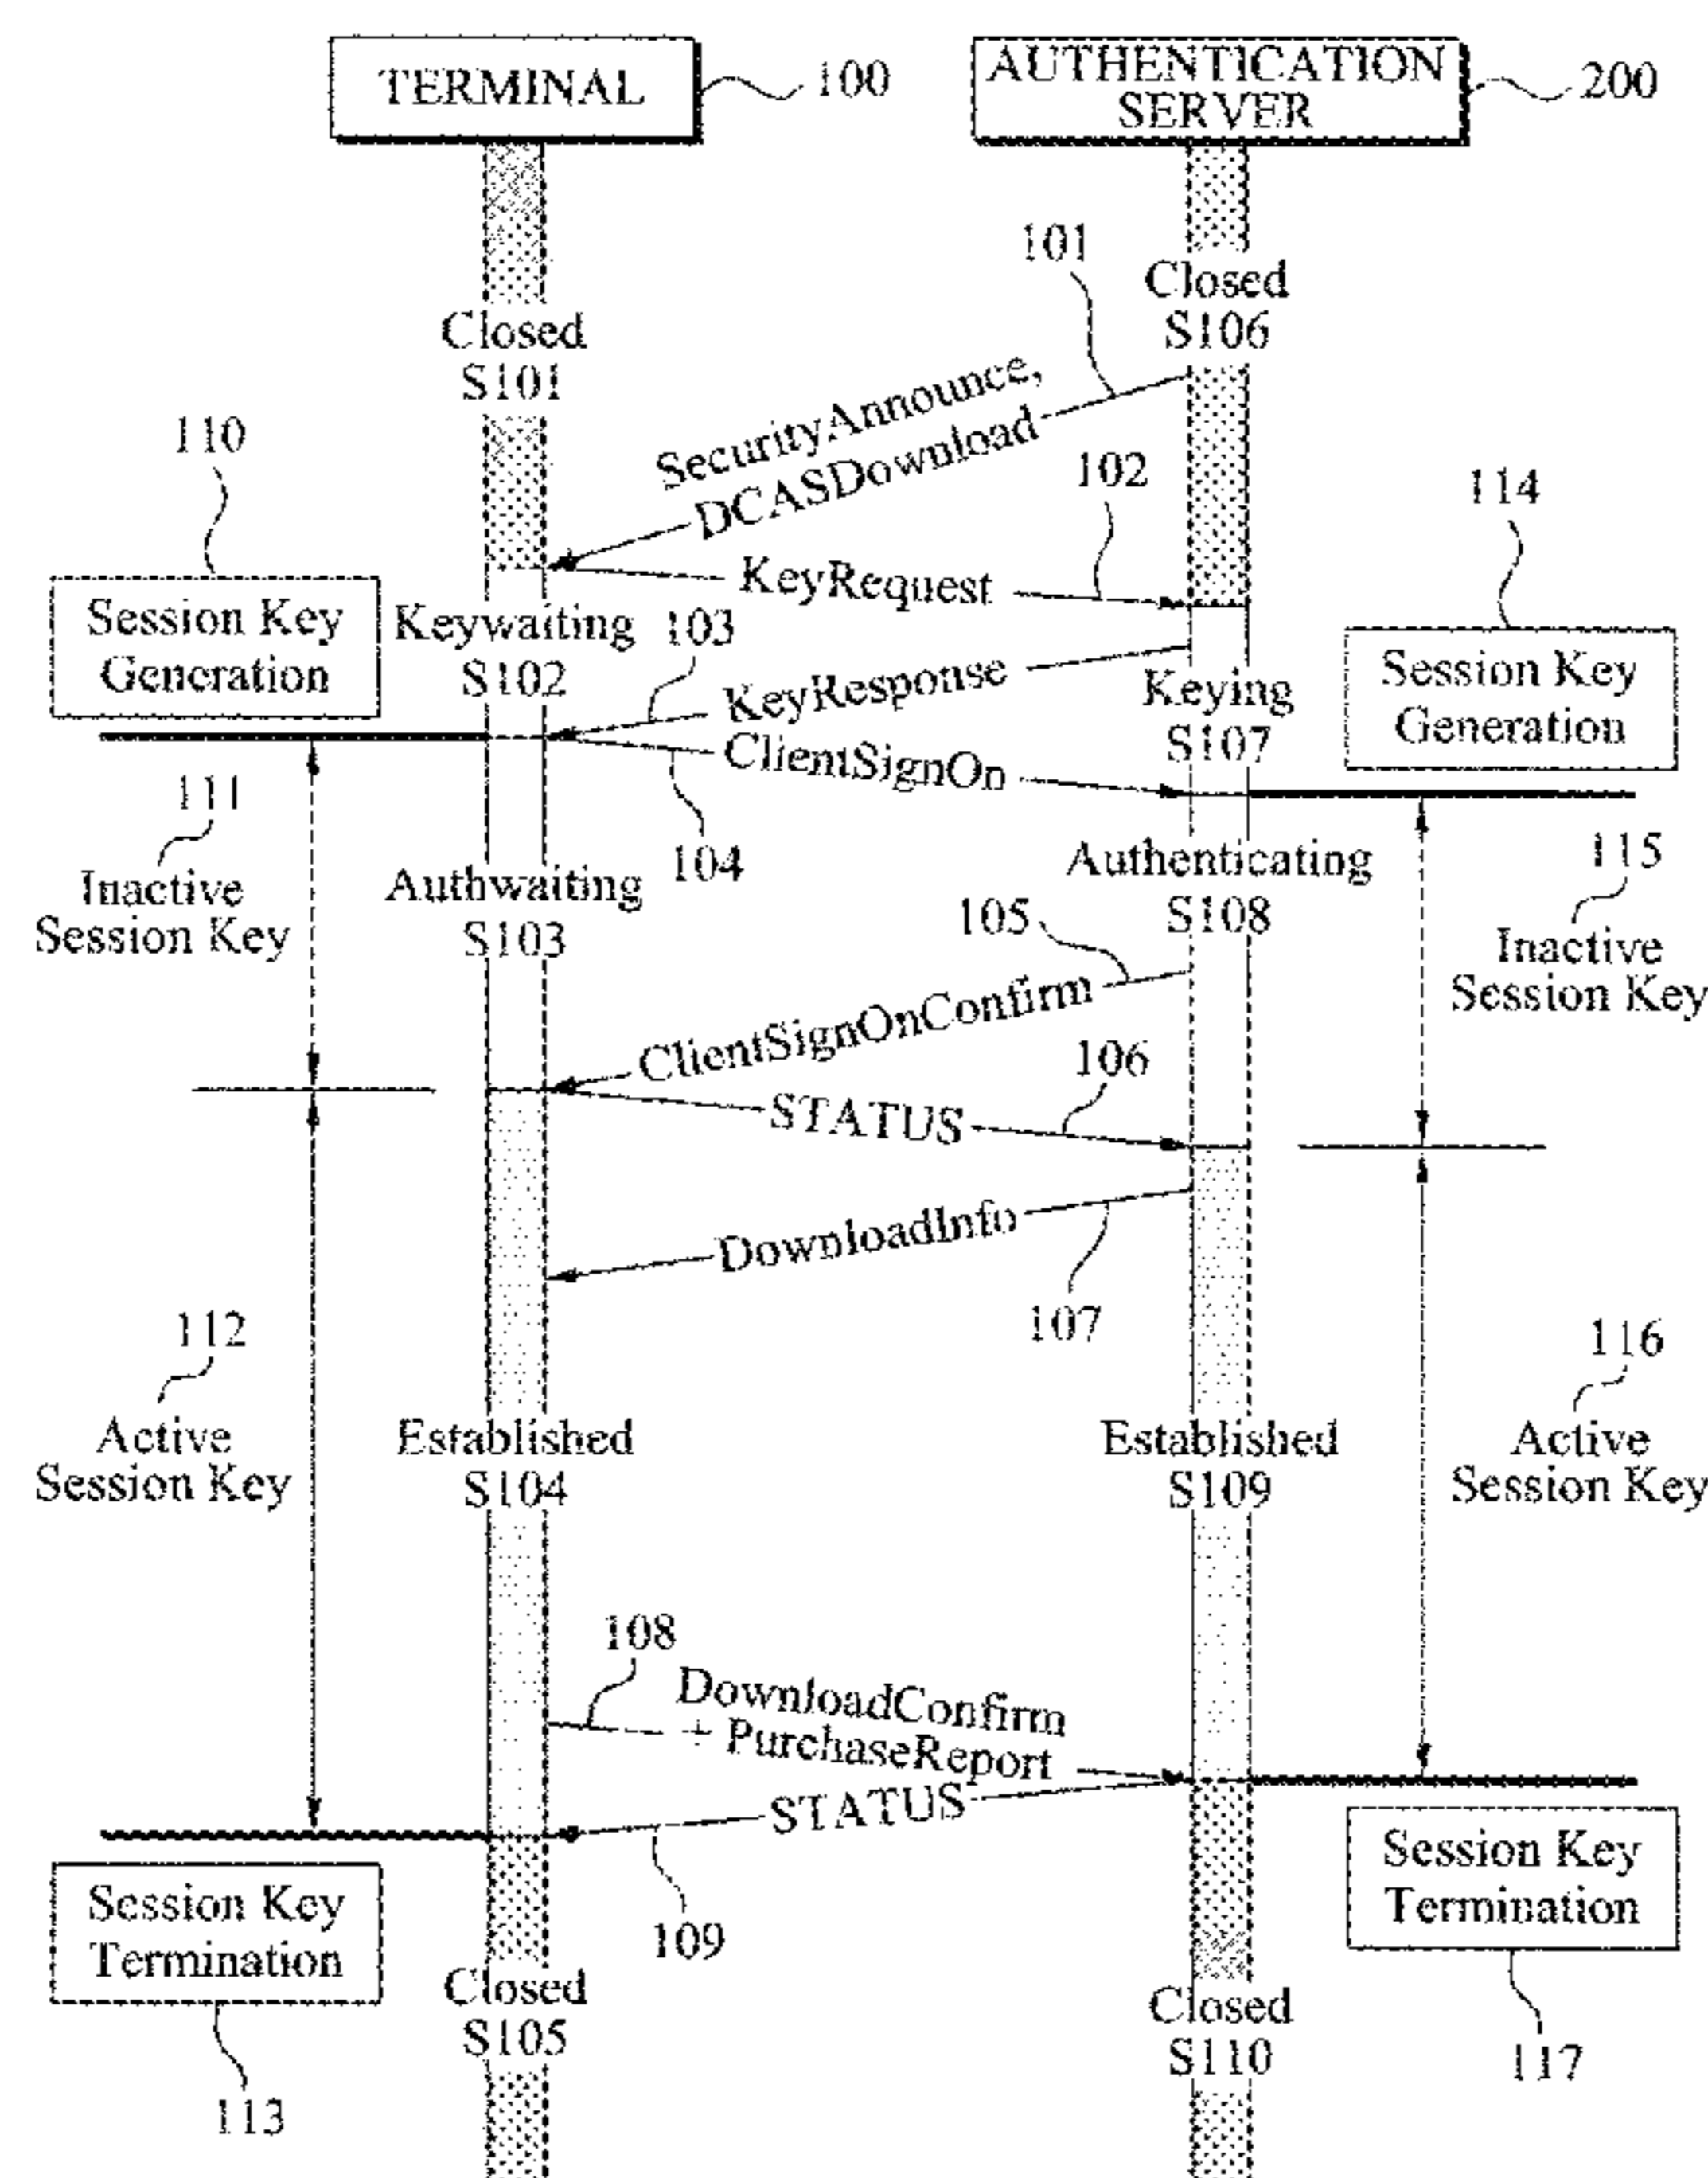 TERMINAL
100
AUTHENTICATION
SERVER
200
101
Closed
S106
Closed
S101
SecurityAnnounce,
DCASDownload
110
102
114
KeyRequest
Session Key
Generation
Keywaiting
S102
103
KeyResponse
Keying
S107
Session Key
Generation
ClientSignOn
104
111
Inactive
Session Key
Authwaiting
S103
Authenticating
S108
115
Inactive
Session Key
105
ClientSignOnConfirm
106
STATUS
DownloadInfo
107
112
Active
Session Key
Established
S104
Established
S109
116
Active
Session Key
108
DownloadConfirm
+ PurchaseReport
STATUS
109
Session Key
Termination
113
Closed
S105
Session Key
Termination
117
Closed
S110